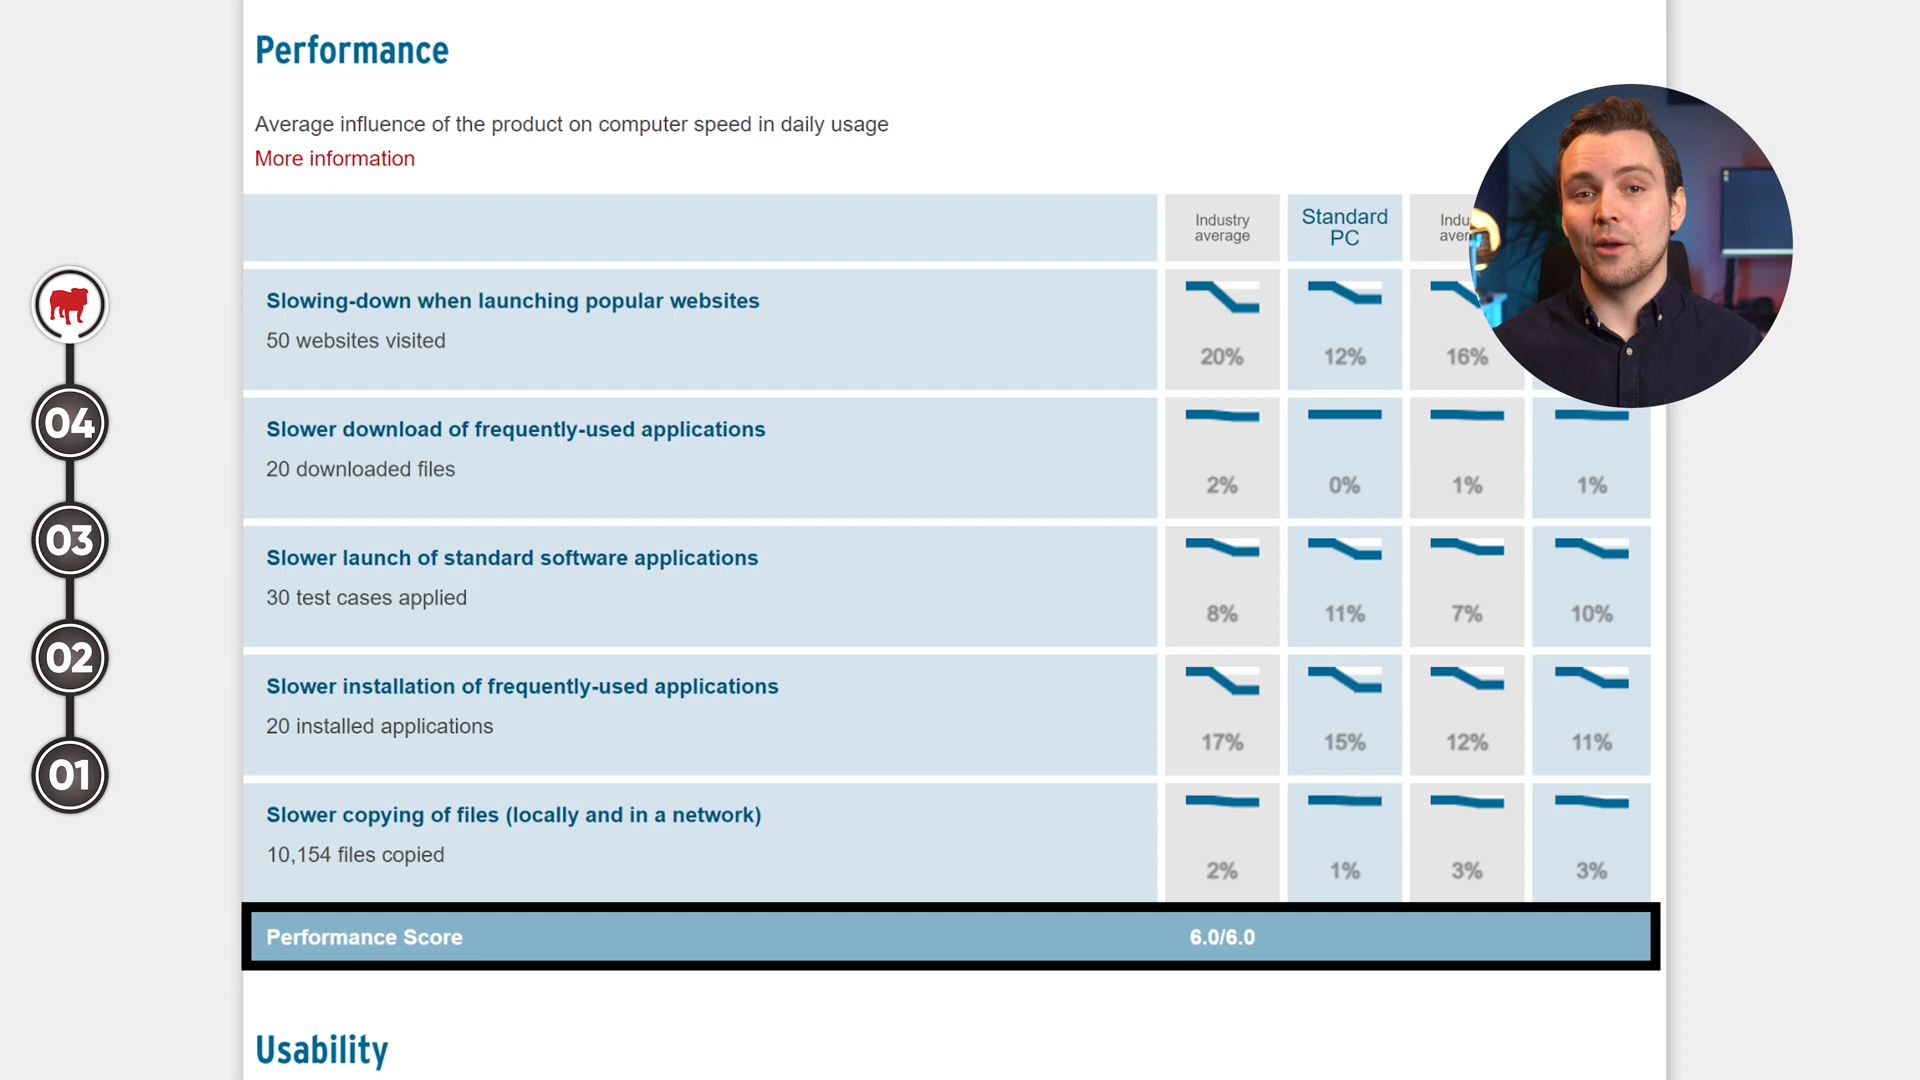 Performance
Average influence of the product on computer speed in daily usage
More information
Industry average
Standard PC
Slowing-down when launching popular websites
50 websites visited
20%
12%
16%
Slower download of frequently-used applications
20 downloaded files
2%
0%
1%
1%
Slower launch of standard software applications
30 test cases applied
8%
11%
7%
10%
Slower installation of frequently-used applications
20 installed applications
17%
15%
12%
11%
Slower copying of files (locally and in a network)
10,154 files copied
2%
1%
3%
3%
Performance Score
6.0/6.0
Usability
04
03
02
01